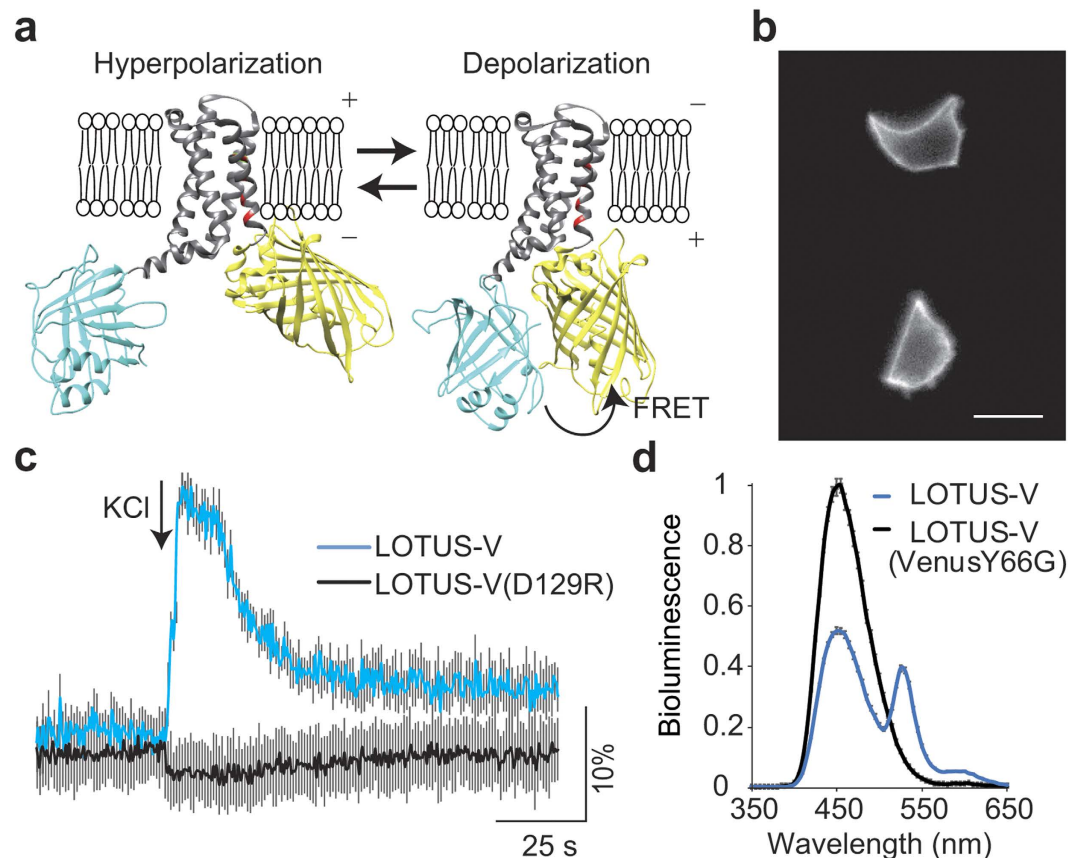 a
Hyperpolarization
Depolarization
+
−
−
+
FRET
b
c
KCl
LOTUS-V
LOTUS-V(D129R)
10%
25 s
d
LOTUS-V
LOTUS-V
(VenusY66G)
Bioluminescence
1
0.8
0.6
0.4
0.2
0
350
450
550
650
Wavelength (nm)